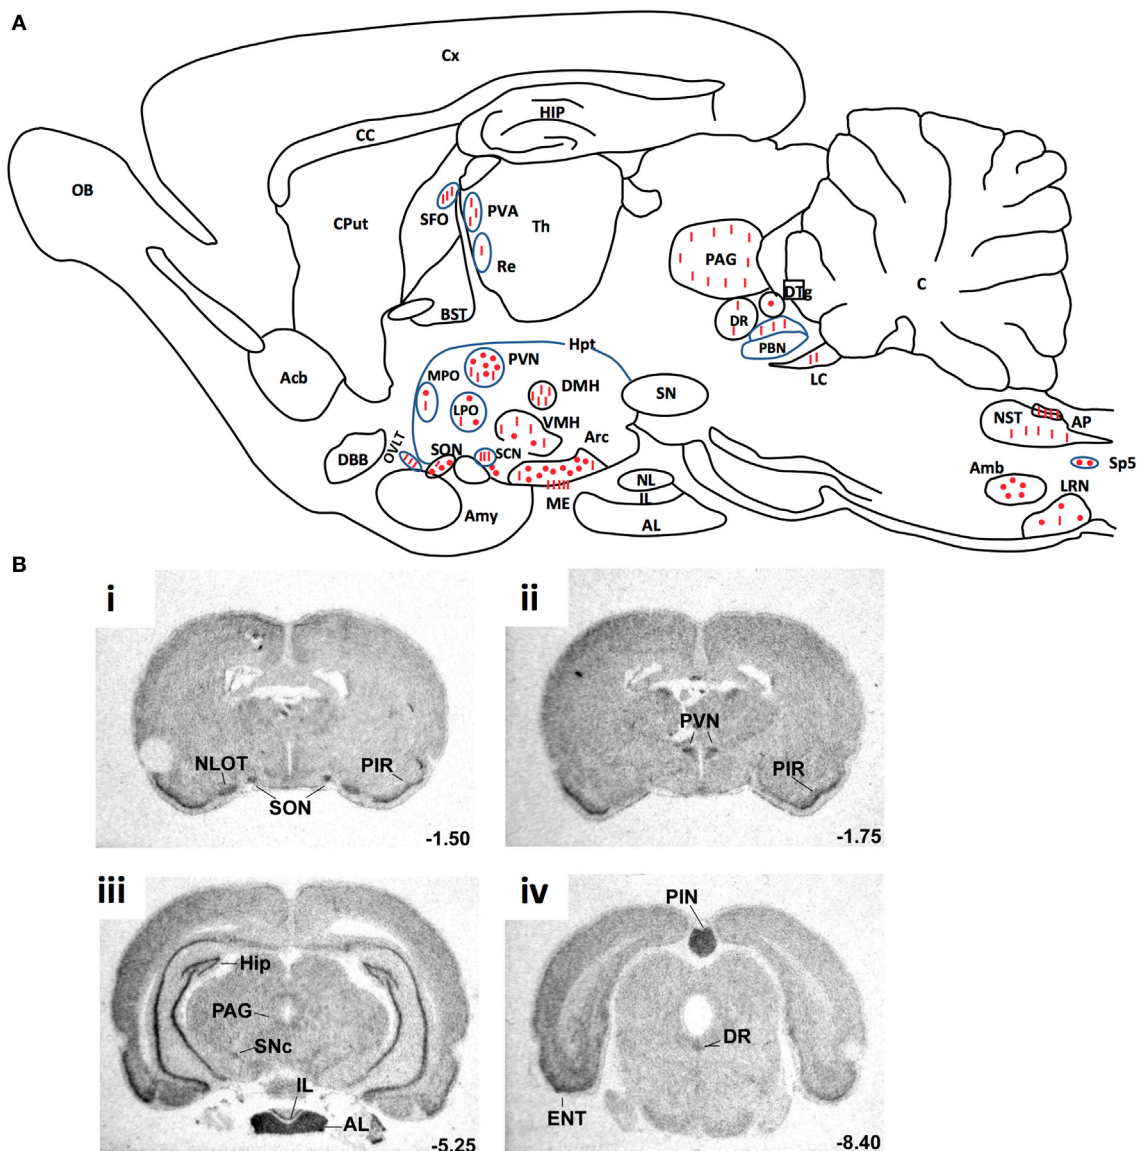 A
Cx
HIP
CC
OB
SFO
PVA
CPut
Th
Re
PAG
DTg
C
BST
DR
PBN
Hpt
LC
PVN
MPO
Acb
DMH
SN
LPO
VMH
NST
AP
Arc
SON
SCN
OVLT
DBB
Sp5
Amb
NL
LRN
ME
IL
Amy
AL
B
i
NLOT
PIR
SON
-1.50
ii
PVN
PIR
-1.75
iii
Hip
PAG
SNc
IL
AL
-5.25
iv
PIN
DR
ENT
-8.40